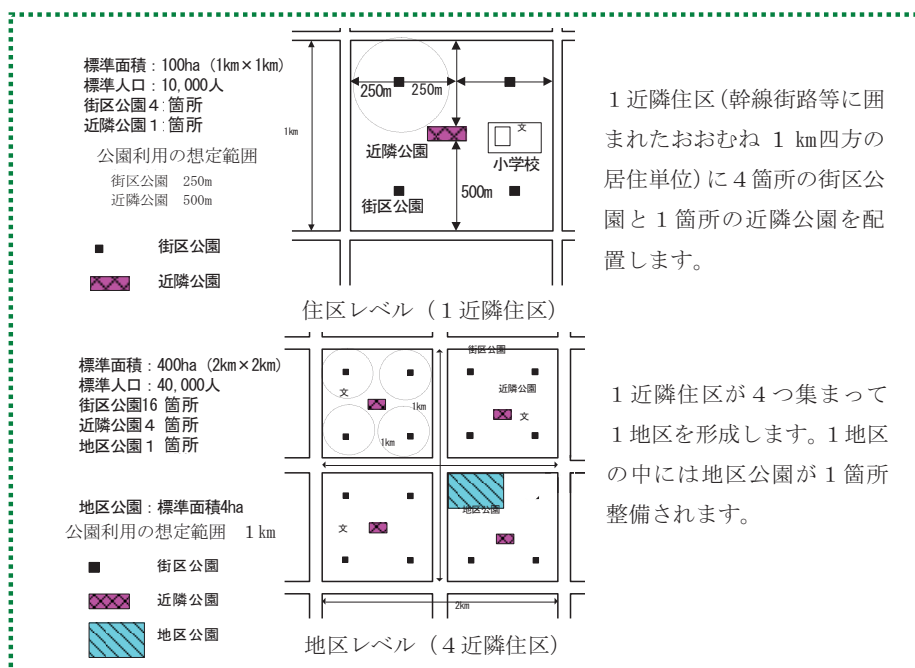 標準面積：100ha (1km×1km)
標準人口：10,000人
街区公園４:箇所
近隣公園１:箇所
公園利用の想定範囲
街区公園　250m
近隣公園　500m
街区公園
近隣公園
1km
250m
250m
文
近隣公園
小学校
500m
街区公園
住区レベル（１近隣住区）
１近隣住区（幹線街路等に囲
まれたおおむね 1 km四方の
居住単位）に４箇所の街区公
園と１箇所の近隣公園を配
置します。
標準面積：400ha (2km×2km)
標準人口：40,000人
街区公園16 箇所
近隣公園４ 箇所
地区公園１ 箇所
地区公園：標準面積4ha
公園利用の想定範囲　1 km
街区公園
近隣公園
地区公園
街区公園
近隣公園
文
1km
文
1km
地区公園
文
2km
地区レベル（４近隣住区）
１近隣住区が４つ集まって
１地区を形成します。１地区
の中には地区公園が１箇所
整備されます。